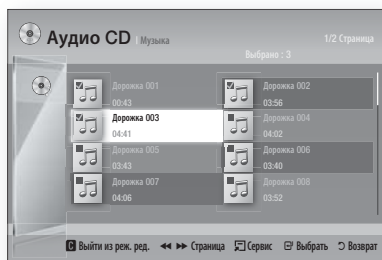 Аудио CD | Музыка
1/2 Страница
Выбрано : 3
Дорожка 001
00:43
Дорожка 002
03:56
Дорожка 003
04:41
Дорожка 004
04:02
Дорожка 005
03:43
Дорожка 006
03:40
Дорожка 007
04:06
Дорожка 008
03:52
C Выйти из реж. ред. Страница Сервис Выбрать Возврат